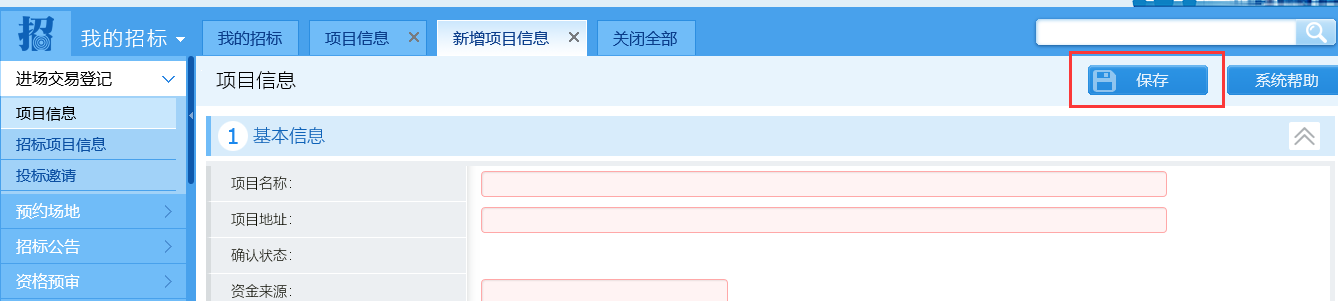 招 我的招标 我的招标 项目信息 新增项目信息 关闭全部
进场交易登记
项目信息
招标项目信息
投标邀请
预约场地
招标公告
资格预审
项目信息 保存 系统帮助
1 基本信息
项目名称:
项目地址:
确认状态:
资金来源: